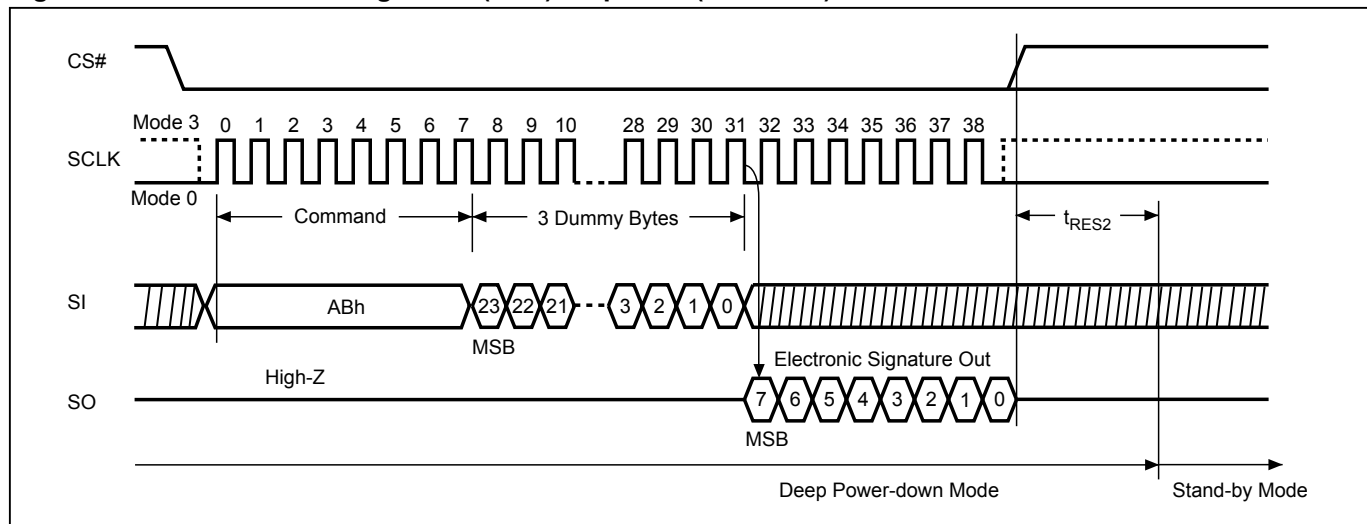 CS#
Mode 3 0 1 2 3 4 5 6 7 8 9 10 28 29 30 31 32 33 34 35 36 37 38
SCLK
Mode 0
Command 3 Dummy Bytes tRES2
SI ABh 23 22 21 3 2 1 0
MSB
High-Z Electronic Signature Out
SO 7 6 5 4 3 2 1 0
MSB
Deep Power-down Mode Stand-by Mode